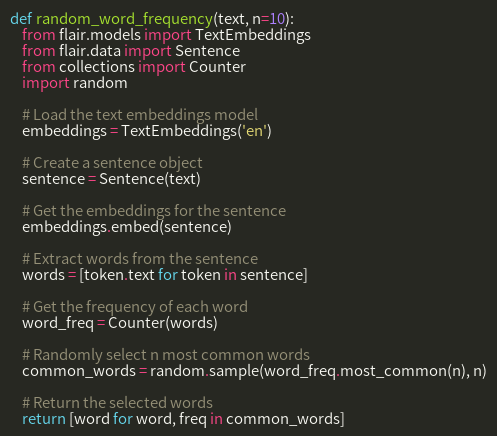 def random_word_frequency(text, n=10):
    from flair.models import TextEmbeddings
    from flair.data import Sentence
    from collections import Counter
    import random

    # Load the text embeddings model
    embeddings = TextEmbeddings('en')

    # Create a sentence object
    sentence = Sentence(text)

    # Get the embeddings for the sentence
    embeddings.embed(sentence)

    # Extract words from the sentence
    words = [token.text for token in sentence]

    # Get the frequency of each word
    word_freq = Counter(words)

    # Randomly select n most common words
    common_words = random.sample(word_freq.most_common(n), n)

    # Return the selected words
    return [word for word, freq in common_words]